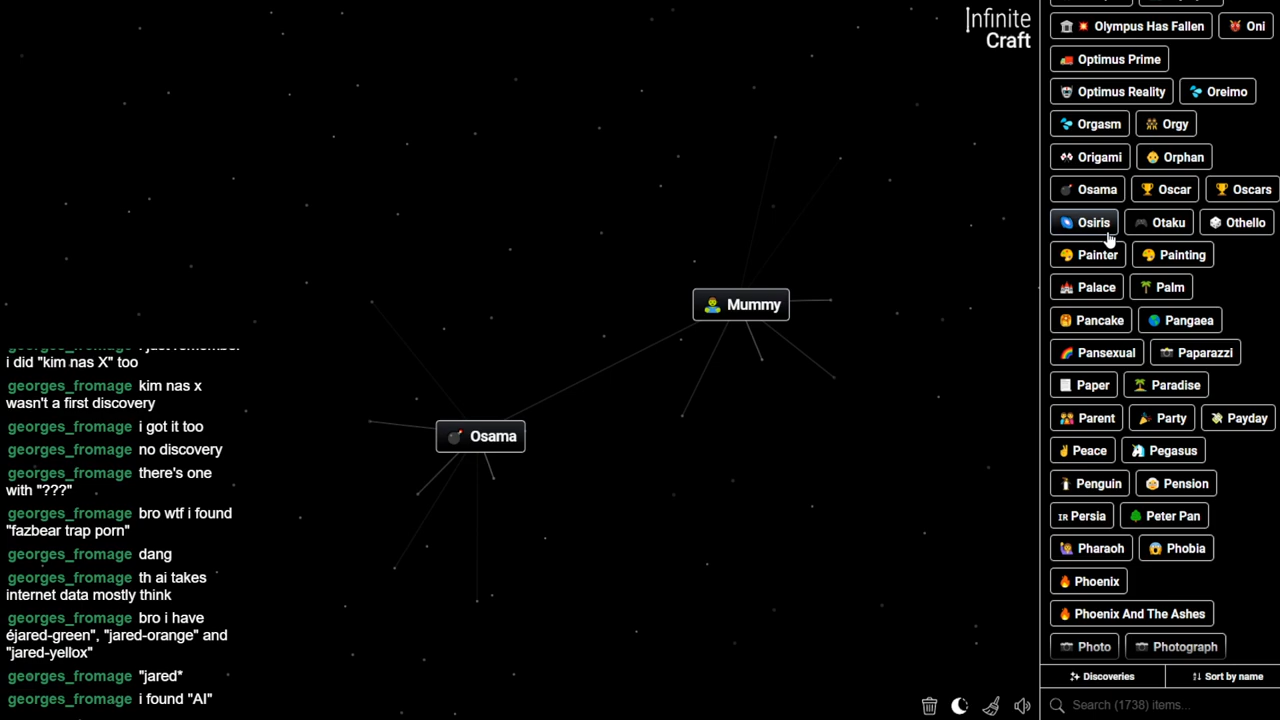 Infinite
Craft
Mummy
Osama
i did "kim nas X" too
georges_fromage kim nas x
wasn't a first discovery
georges_fromage i got it too
georges_fromage no discovery
georges_fromage there's one
with "???"
georges_fromage bro wtf i found
"fazbear trap porn"
georges_fromage dang
georges_fromage th ai takes
internet data mostly think
georges_fromage bro i have
éjared-green", "jared-orange" and
"jared-yellox"
georges_fromage "jared*
georges_fromage i found "AI"
Olympus Has Fallen Oni
Optimus Prime
Optimus Reality Oreimo
Orgasm Orgy
Origami Orphan
Osama Oscar Oscars
Osiris Otaku Othello
Painter Painting
Palace Palm
Pancake Pangaea
Pansexual Paparazzi
Paper Paradise
Parent Party Payday
Peace Pegasus
Penguin Pension
IR Persia Peter Pan
Pharaoh Phobia
Phoenix
Phoenix And The Ashes
Photo Photograph
Discoveries Sort by name
Search (1738) items...